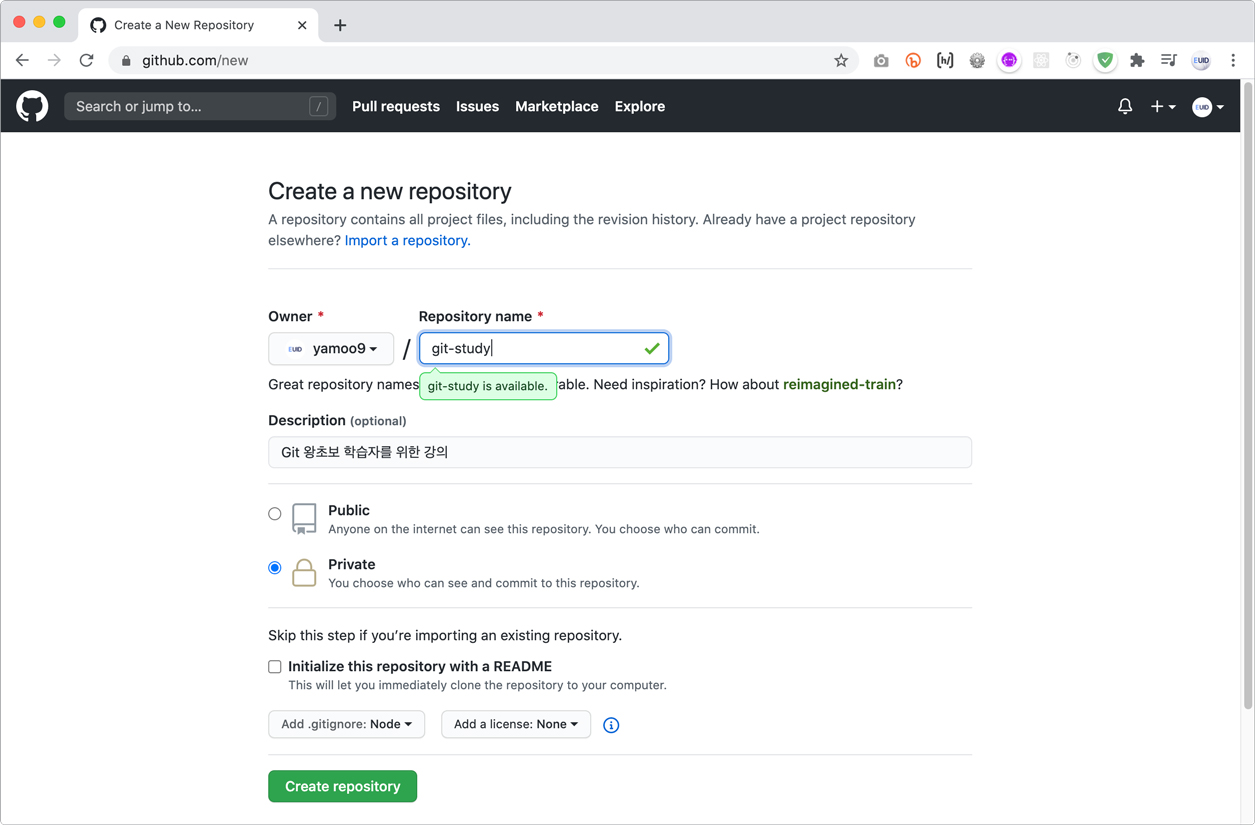 Create a New Repository
github.com/new
Search or jump to...
/
Pull requests
Issues
Marketplace
Explore
EUID
Create a new repository
A repository contains all project files, including the revision history. Already have a project repository
elsewhere? Import a repository.
Owner *
Repository name *
EUID yamoo9
/
git-study
Great repository names
git-study is available.
able. Need inspiration? How about reimagined-train?
Description (optional)
Git 왕초보 학습자를 위한 강의
Public
Anyone on the internet can see this repository. You choose who can commit.
Private
You choose who can see and commit to this repository.
Skip this step if you’re importing an existing repository.
Initialize this repository with a README
This will let you immediately clone the repository to your computer.
Add .gitignore: Node
Add a license: None
Create repository